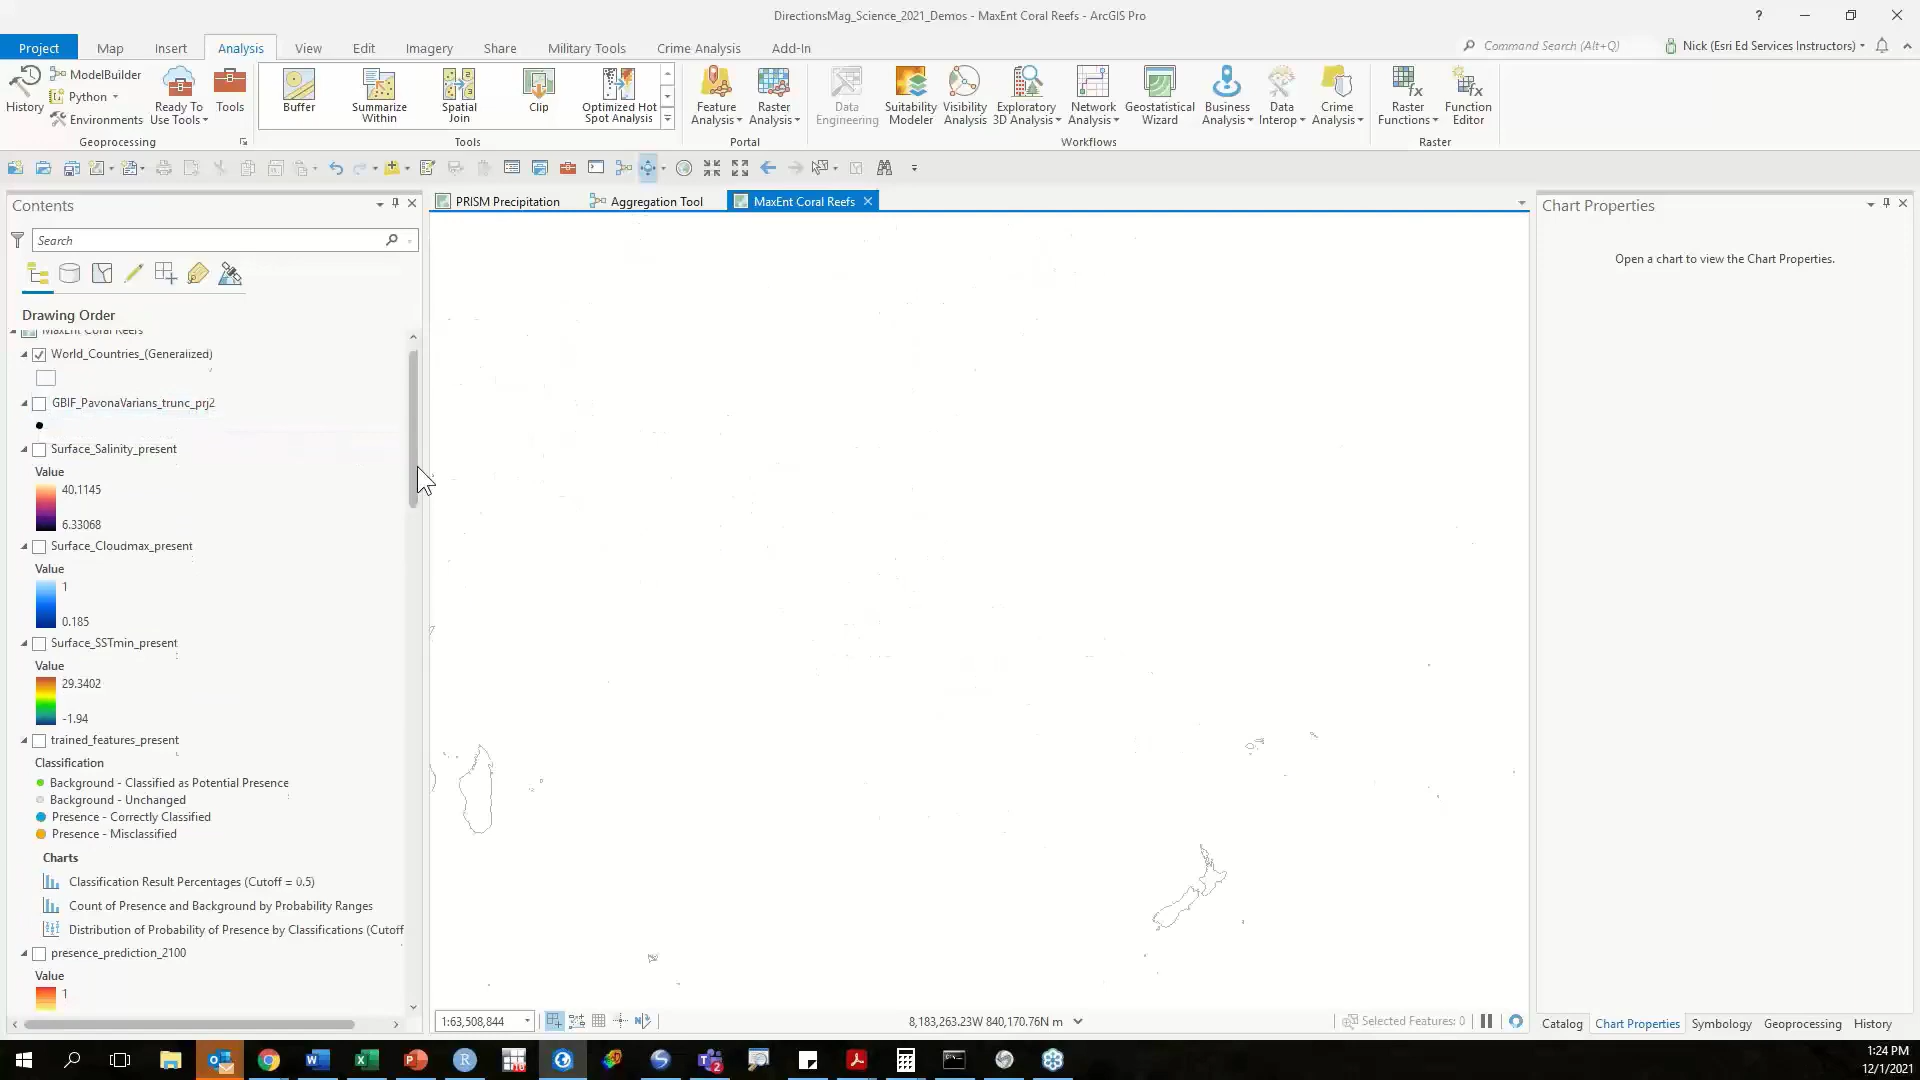 DirectionsMag_Science_2021_Demos - MaxEnt Coral Reefs - ArcGIS Pro
?
Project
Map
Insert
Analysis
View
Edit
Imagery
Share
Military Tools
Crime Analysis
Add-In
Command Search (Alt+Q)
Nick (Esri Ed Services Instructors)
History
ModelBuilder
Python
Environments
Ready To
Use Tools
Tools
Buffer
Summarize
Within
Spatial
Join
Clip
Optimized Hot
Spot Analysis
Feature
Analysis
Raster
Analysis
Data
Engineering
Suitability
Modeler
Visibility
Analysis
Exploratory
3D Analysis
Network
Analysis
Geostatistical
Wizard
Business
Analysis
Data
Interop
Crime
Analysis
Raster
Functions
Function
Editor
Geoprocessing
Tools
Portal
Workflows
Raster
Contents
Search
Drawing Order
MaxEnt Coral Reefs
World_Countries_(Generalized)
GBIF_PavonaVarians_trunc_prj2
Surface_Salinity_present
Value
40.1145
6.33068
Surface_Cloudmax_present
Value
1
0.185
Surface_SSTmin_present
Value
29.3402
-1.94
trained_features_present
Classification
Background - Classified as Potential Presence
Background - Unchanged
Presence - Correctly Classified
Presence - Misclassified
Charts
Classification Result Percentages (Cutoff = 0.5)
Count of Presence and Background by Probability Ranges
Distribution of Probability of Presence by Classifications (Cutoff
presence_prediction_2100
Value
1
PRISM Precipitation
Aggregation Tool
MaxEnt Coral Reefs
1:63,508,844
8,183,263.23W 840,170.76N m
Selected Features: 0
Chart Properties
Open a chart to view the Chart Properties.
Catalog
Chart Properties
Symbology
Geoprocessing
History
1:24 PM
12/1/2021